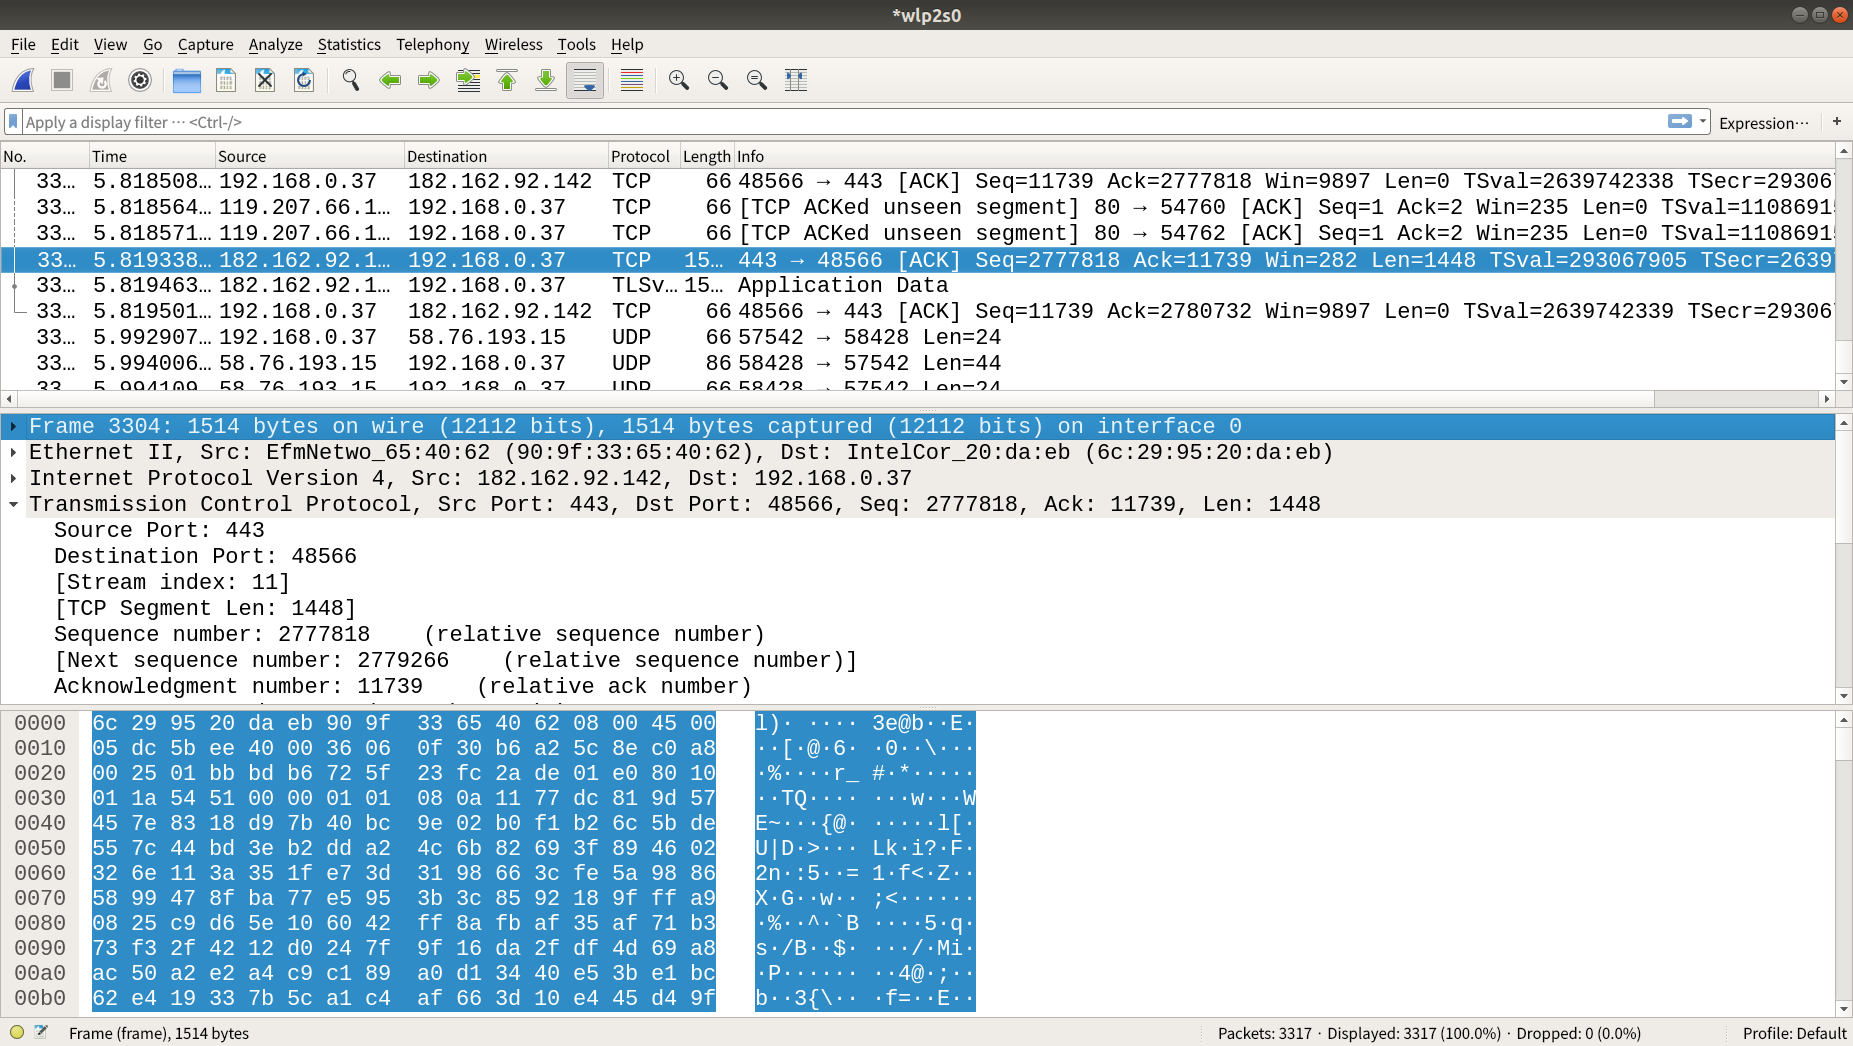 *wlp2s0
File Edit View Go Capture Analyze Statistics Telephony Wireless Tools Help
Apply a display filter ··· <Ctrl-/> Expression··· +
No. Time Source Destination Protocol Length Info
33… 5.818508… 192.168.0.37 182.162.92.142 TCP 66 48566 → 443 [ACK] Seq=11739 Ack=2777818 Win=9897 Len=0 TSval=2639742338 TSecr=29306
33… 5.818564… 119.207.66.1… 192.168.0.37 TCP 66 [TCP ACKed unseen segment] 80 → 54760 [ACK] Seq=1 Ack=2 Win=235 Len=0 TSval=1108691
33… 5.818571… 119.207.66.1… 192.168.0.37 TCP 66 [TCP ACKed unseen segment] 80 → 54762 [ACK] Seq=1 Ack=2 Win=235 Len=0 TSval=1108691
33… 5.819338… 182.162.92.1… 192.168.0.37 TCP 15… 443 → 48566 [ACK] Seq=2777818 Ack=11739 Win=282 Len=1448 TSval=293067905 TSecr=2639
33… 5.819463… 182.162.92.1… 192.168.0.37 TLSv… 15… Application Data
33… 5.819501… 192.168.0.37 182.162.92.142 TCP 66 48566 → 443 [ACK] Seq=11739 Ack=2780732 Win=9897 Len=0 TSval=2639742339 TSecr=29306
33… 5.992907… 192.168.0.37 58.76.193.15 UDP 66 57542 → 58428 Len=24
33… 5.994006… 58.76.193.15 192.168.0.37 UDP 86 58428 → 57542 Len=44
33… 5.994109… 58.76.193.15 192.168.0.37 UDP 66 58428 → 57542 Len=24
Frame 3304: 1514 bytes on wire (12112 bits), 1514 bytes captured (12112 bits) on interface 0
Ethernet II, Src: EfmNetwo_65:40:62 (90:9f:33:65:40:62), Dst: IntelCor_20:da:eb (6c:29:95:20:da:eb)
Internet Protocol Version 4, Src: 182.162.92.142, Dst: 192.168.0.37
Transmission Control Protocol, Src Port: 443, Dst Port: 48566, Seq: 2777818, Ack: 11739, Len: 1448
Source Port: 443
Destination Port: 48566
[Stream index: 11]
[TCP Segment Len: 1448]
Sequence number: 2777818 (relative sequence number)
[Next sequence number: 2779266 (relative sequence number)]
Acknowledgment number: 11739 (relative ack number)
0000 6c 29 95 20 da eb 90 9f 33 65 40 62 08 00 45 00 l)· ···· 3e@b··E·
0010 05 dc 5b ee 40 00 36 06 0f 30 b6 a2 5c 8e c0 a8 ··[·@·6· ·0··\···
0020 00 25 01 bb bd b6 72 5f 23 fc 2a de 01 e0 80 10 ·%····r_ #·*·····
0030 01 1a 54 51 00 00 01 01 08 0a 11 77 dc 81 9d 57 ··TQ···· ···w···W
0040 45 7e 83 18 d9 7b 40 bc 9e 02 b0 f1 b2 6c 5b de E~···{@· ·····l[·
0050 55 7c 44 bd 3e b2 dd a2 4c 6b 82 69 3f 89 46 02 U|D·>··· Lk·i?·F·
0060 32 6e 11 3a 35 1f e7 3d 31 98 66 3c fe 5a 98 86 2n·:5··= 1·f<·Z··
0070 58 99 47 8f ba 77 e5 95 3b 3c 85 92 18 9f ff a9 X·G··w·· ;<······
0080 08 25 c9 d6 5e 10 60 42 ff 8a fb af 35 af 71 b3 ·%··^·`B ····5·q·
0090 73 f3 2f 42 12 d0 24 7f 9f 16 da 2f df 4d 69 a8 s·/B··$· ···/·Mi·
00a0 ac 50 a2 e2 a4 c9 c1 89 a0 d1 34 40 e5 3b e1 bc ·P······ ··4@·;··
00b0 62 e4 19 33 7b 5c a1 c4 af 66 3d 10 e4 45 d4 9f b··3{\·· ·f=··E··
Frame (frame), 1514 bytes Packets: 3317 · Displayed: 3317 (100.0%) · Dropped: 0 (0.0%) Profile: Default